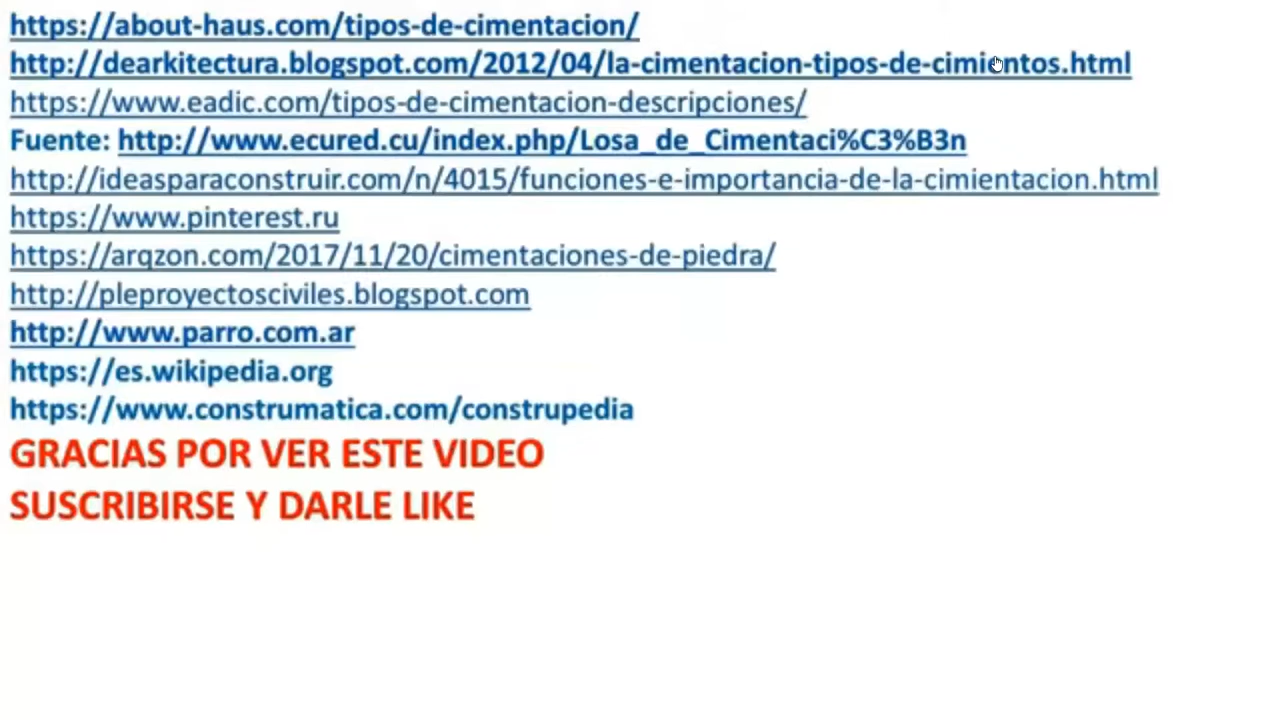 https://about-haus.com/tipos-de-cimentacion/
http://dearkitectura.blogspot.com/2012/04/la-cimentacion-tipos-de-cimientos.html
https://www.eadic.com/tipos-de-cimentacion-descripciones/
Fuente: http://www.ecured.cu/index.php/Losa_de_Cimentaci%C3%B3n
http://ideasparaconstruir.com/n/4015/funciones-e-importancia-de-la-cimientacion.html
https://www.pinterest.ru
https://arqzon.com/2017/11/20/cimentaciones-de-piedra/
http://pleproyectosciviles.blogspot.com
http://www.parro.com.ar
https://es.wikipedia.org
https://www.construmatica.com/construpedia
GRACIAS POR VER ESTE VIDEO
SUSCRIBIRSE Y DARLE LIKE